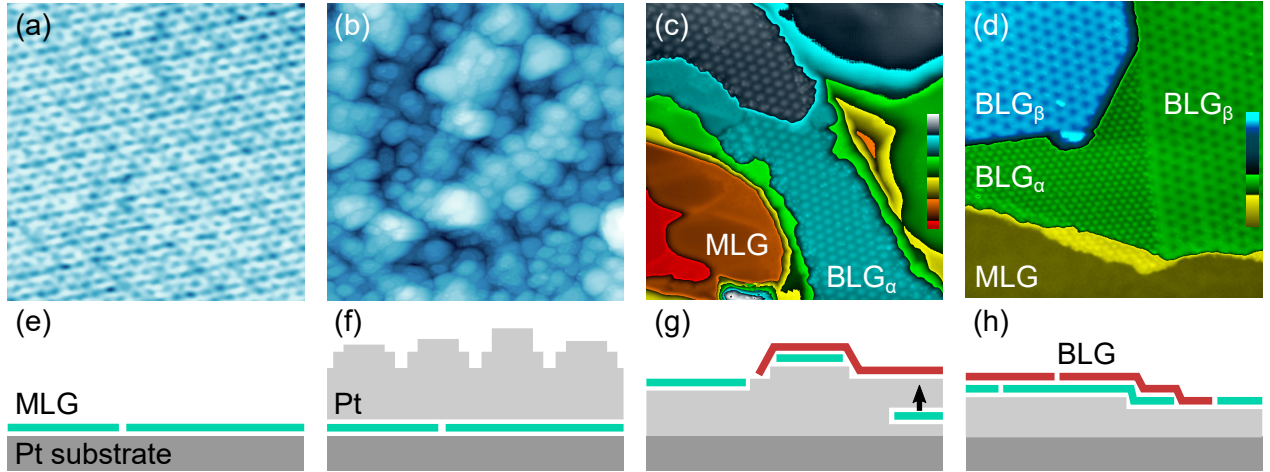 (a)
(b)
(c)
(d)
MLG
BLGα
BLGβ
BLGβ
BLGα
MLG
(e)
(f)
(g)
(h)
MLG
Pt substrate
Pt
BLG